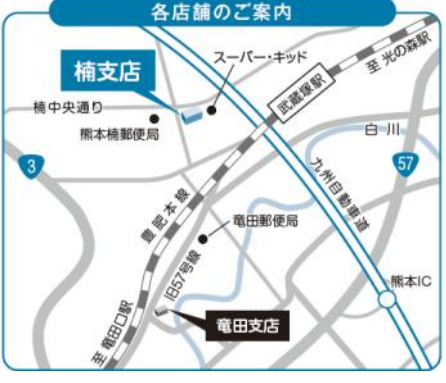 各店舗のご案内
楠支店
スーパー・キッド
武蔵塚駅
至 光の森駅
楠中央通り
熊本楠郵便局
白川
3
57
豊肥本線
九州自動車道
竜田郵便局
旧57号線
熊本IC
竜田支店
至 竜田口駅